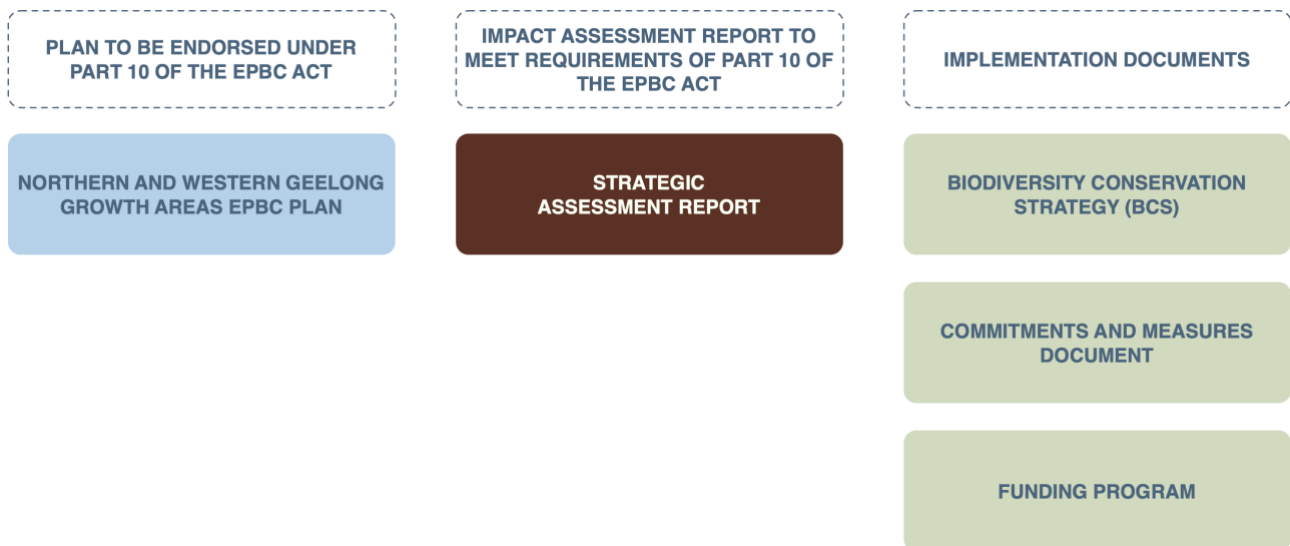 PLAN TO BE ENDORSED UNDER
PART 10 OF THE EPBC ACT
IMPACT ASSESSMENT REPORT TO
MEET REQUIREMENTS OF PART 10 OF
THE EPBC ACT
IMPLEMENTATION DOCUMENTS
NORTHERN AND WESTERN GEELONG
GROWTH AREAS EPBC PLAN
STRATEGIC
ASSESSMENT REPORT
BIODIVERSITY CONSERVATION
STRATEGY (BCS)
COMMITMENTS AND MEASURES
DOCUMENT
FUNDING PROGRAM